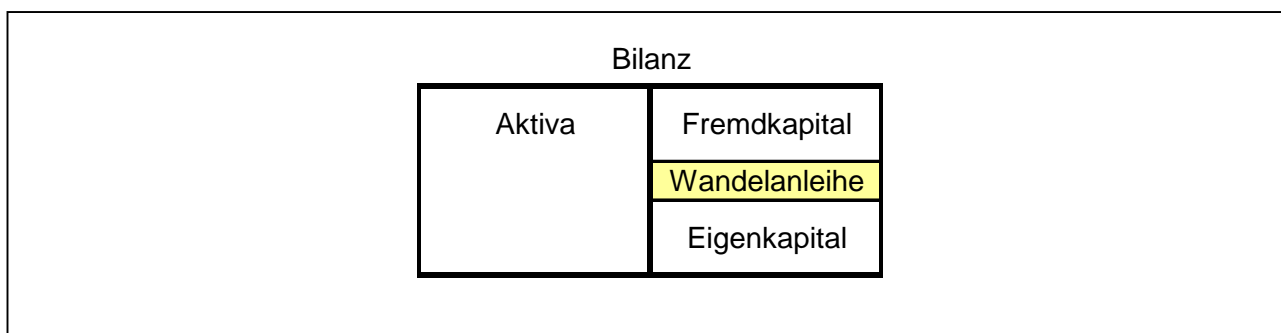 Bilanz
Aktiva
Fremdkapital
Wandelanleihe
Eigenkapital